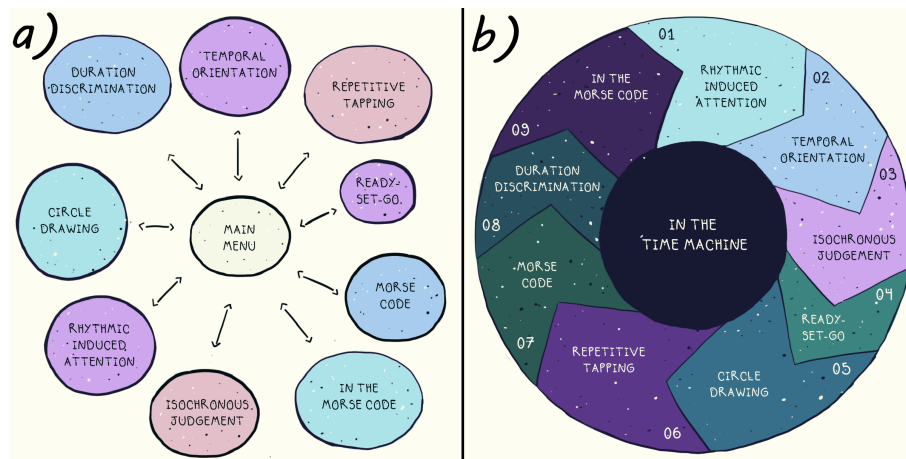 a)
DURATION
DISCRIMINATION
TEMPORAL
ORIENTATION
REPETITIVE
TAPPING
READY-
SET-GO
CIRCLE
DRAWING
MAIN
MENU
MORSE
CODE
RHYTHMIC
INDUCED
ATTENTION
ISOCHRONOUS
JUDGEMENT
IN THE
MORSE CODE
b)
01
RHYTHMIC
INDUCED
ATTENTION
02
TEMPORAL
ORIENTATION
03
ISOCHRONOUS
JUDGEMENT
04
READY-
SET-GO
05
CIRCLE
DRAWING
06
REPETITIVE
TAPPING
07
MORSE
CODE
08
DURATION
DISCRIMINATION
09
IN THE
MORSE CODE
IN THE
TIME MACHINE